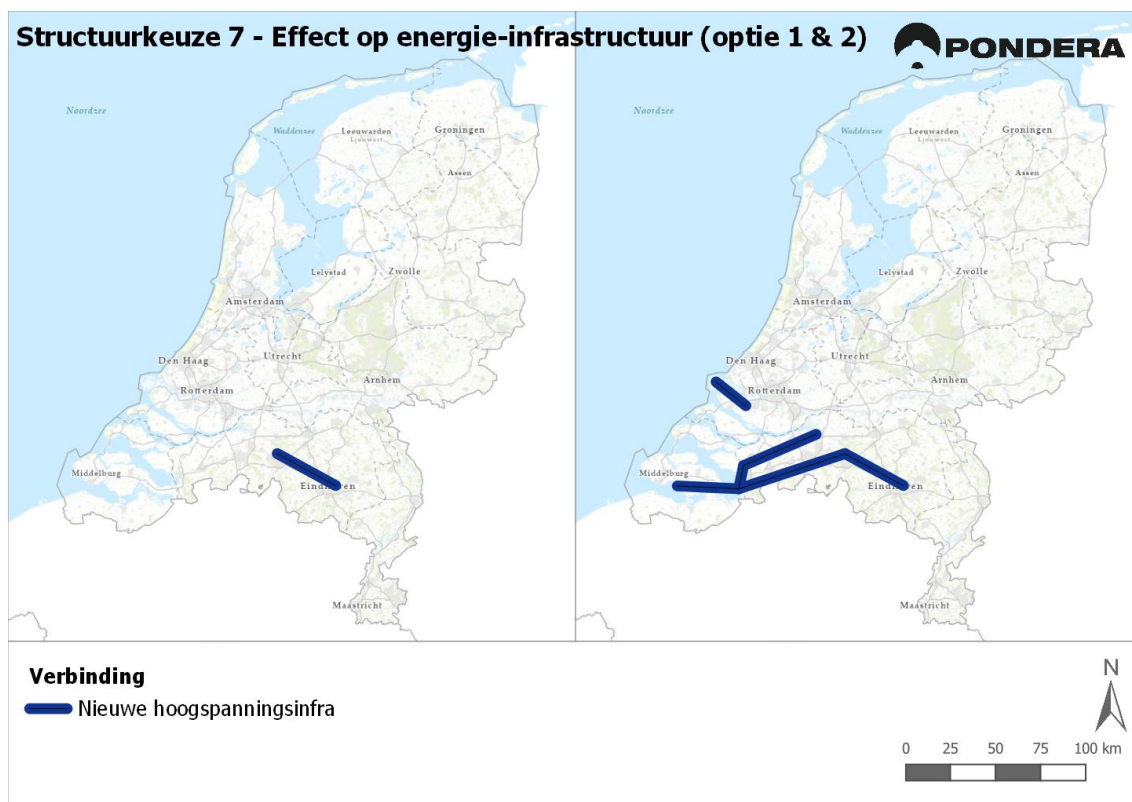 Structuurkeuze 7 - Effect op energie-infrastructuur (optie 1 & 2)
PONDERA
Noordzee
Waddenzee
Leeuwarden
Ljouwert
Groningen
Assen
Lelystad
Zwolle
Amsterdam
Den Haag
Utrecht
Rotterdam
Arnhem
Middelburg
Eindhoven
Maastricht
Noordzee
Waddenzee
Leeuwarden
Ljouwert
Groningen
Assen
Lelystad
Zwolle
Amsterdam
Den Haag
Utrecht
Rotterdam
Arnhem
Middelburg
Eindhoven
Maastricht
Verbinding
Nieuwe hoogspanningsinfra
N
0 25 50 75 100 km